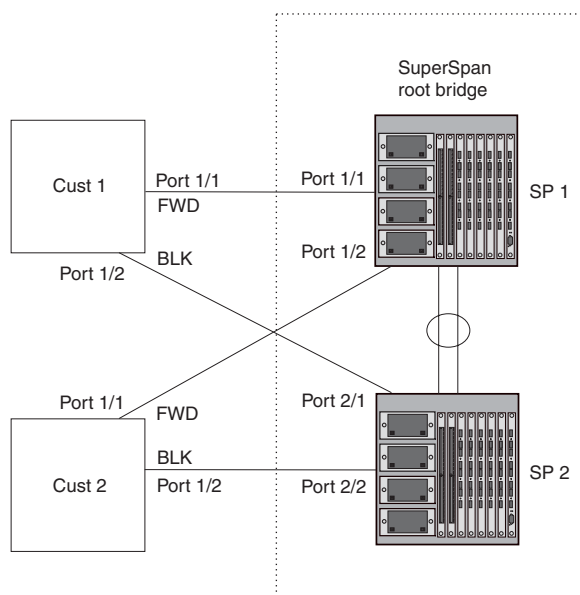 SuperSpan
root bridge
Cust 1
Port 1/1
FWD
Port 1/1
SP 1
Port 1/2
BLK
Port 1/2
Port 1/1
FWD
Port 2/1
BLK
Cust 2
Port 1/2
Port 2/2
SP 2